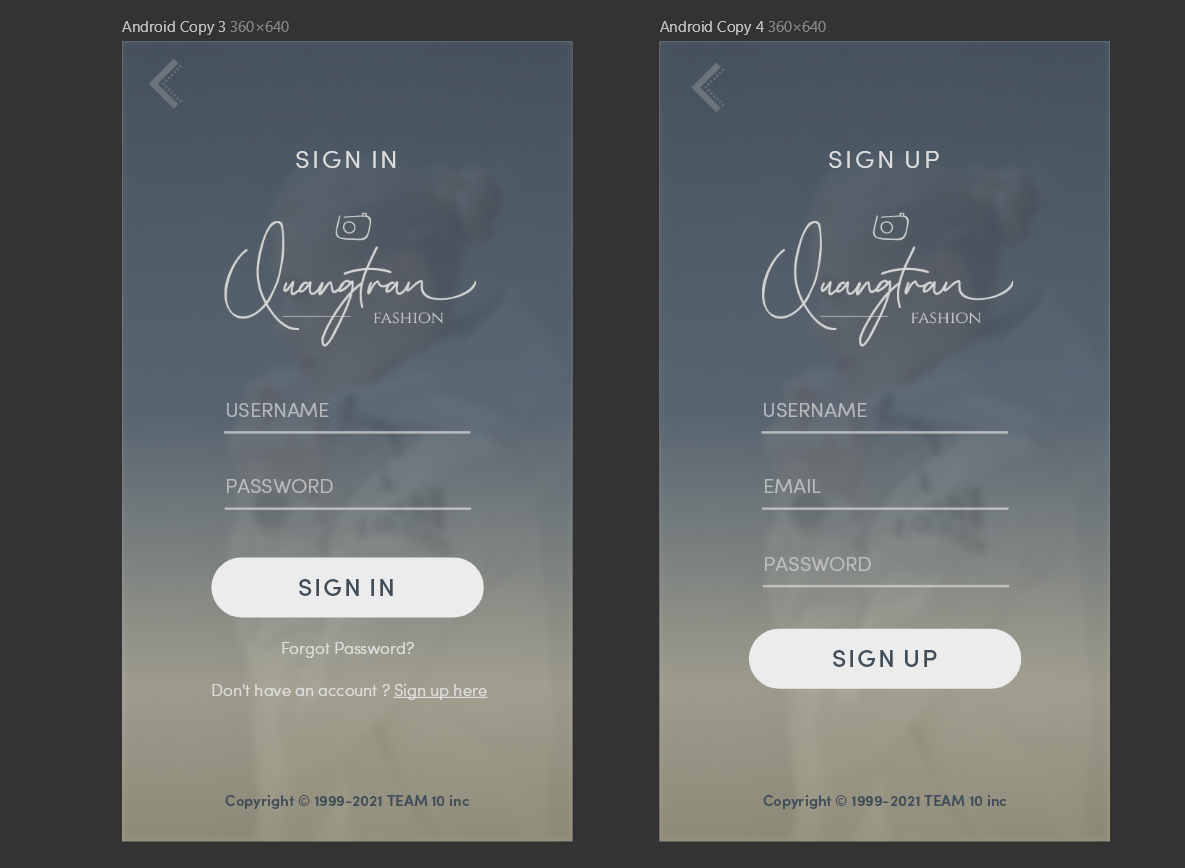 Android Copy 3 360×640
SIGN IN
Quangtran
FASHION
USERNAME
PASSWORD
SIGN IN
Forgot Password?
Don't have an account ? Sign up here
Copyright © 1999-2021 TEAM 10 inc
Android Copy 4 360×640
SIGN UP
Quangtran
FASHION
USERNAME
EMAIL
PASSWORD
SIGN UP
Copyright © 1999-2021 TEAM 10 inc